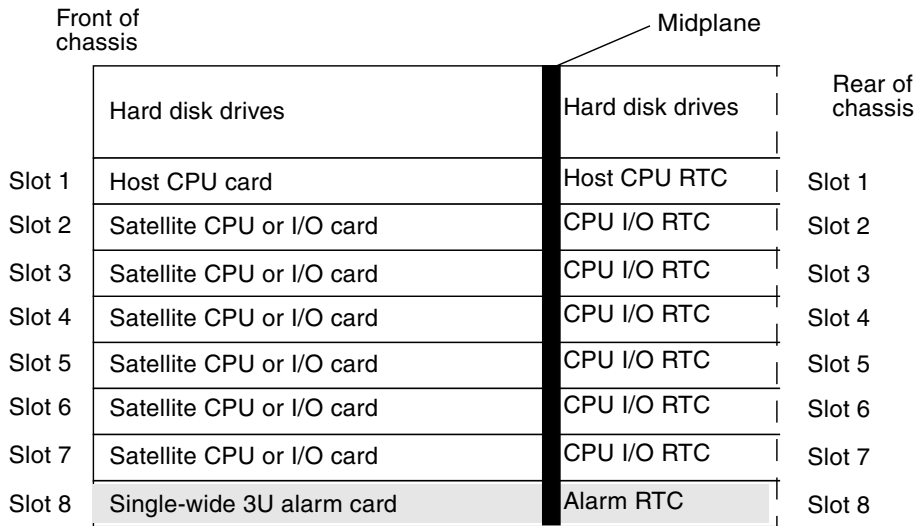 Front of
chassis
Midplane
Rear of
chassis
Hard disk drives
Hard disk drives
Slot 1
Host CPU card
Host CPU RTC
Slot 1
Slot 2
Satellite CPU or I/O card
CPU I/O RTC
Slot 2
Slot 3
Satellite CPU or I/O card
CPU I/O RTC
Slot 3
Slot 4
Satellite CPU or I/O card
CPU I/O RTC
Slot 4
Slot 5
Satellite CPU or I/O card
CPU I/O RTC
Slot 5
Slot 6
Satellite CPU or I/O card
CPU I/O RTC
Slot 6
Slot 7
Satellite CPU or I/O card
CPU I/O RTC
Slot 7
Slot 8
Single-wide 3U alarm card
Alarm RTC
Slot 8